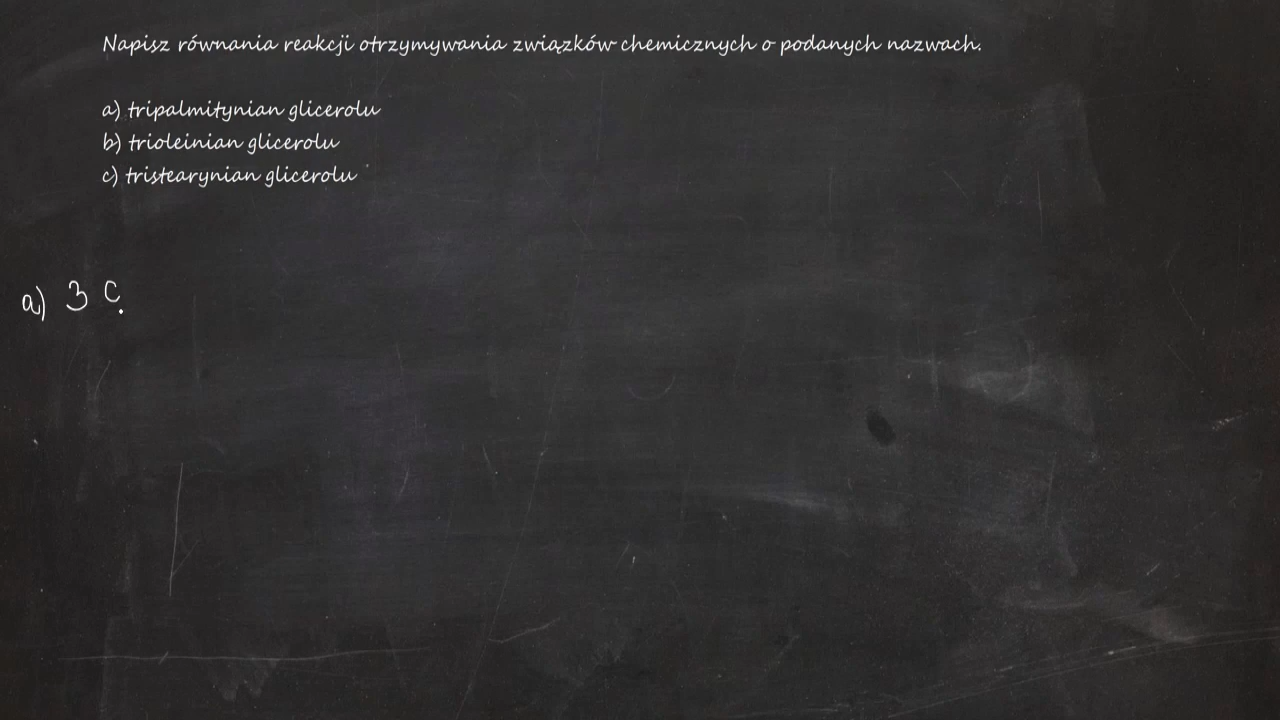 Napisz równania reakcji otrzymywania związków chemicznych o podanych nazwach.
a) tripalmitynian glicerolu
b) trioleinian glicerolu
c) tristearynian glicerolu
a) 3 C